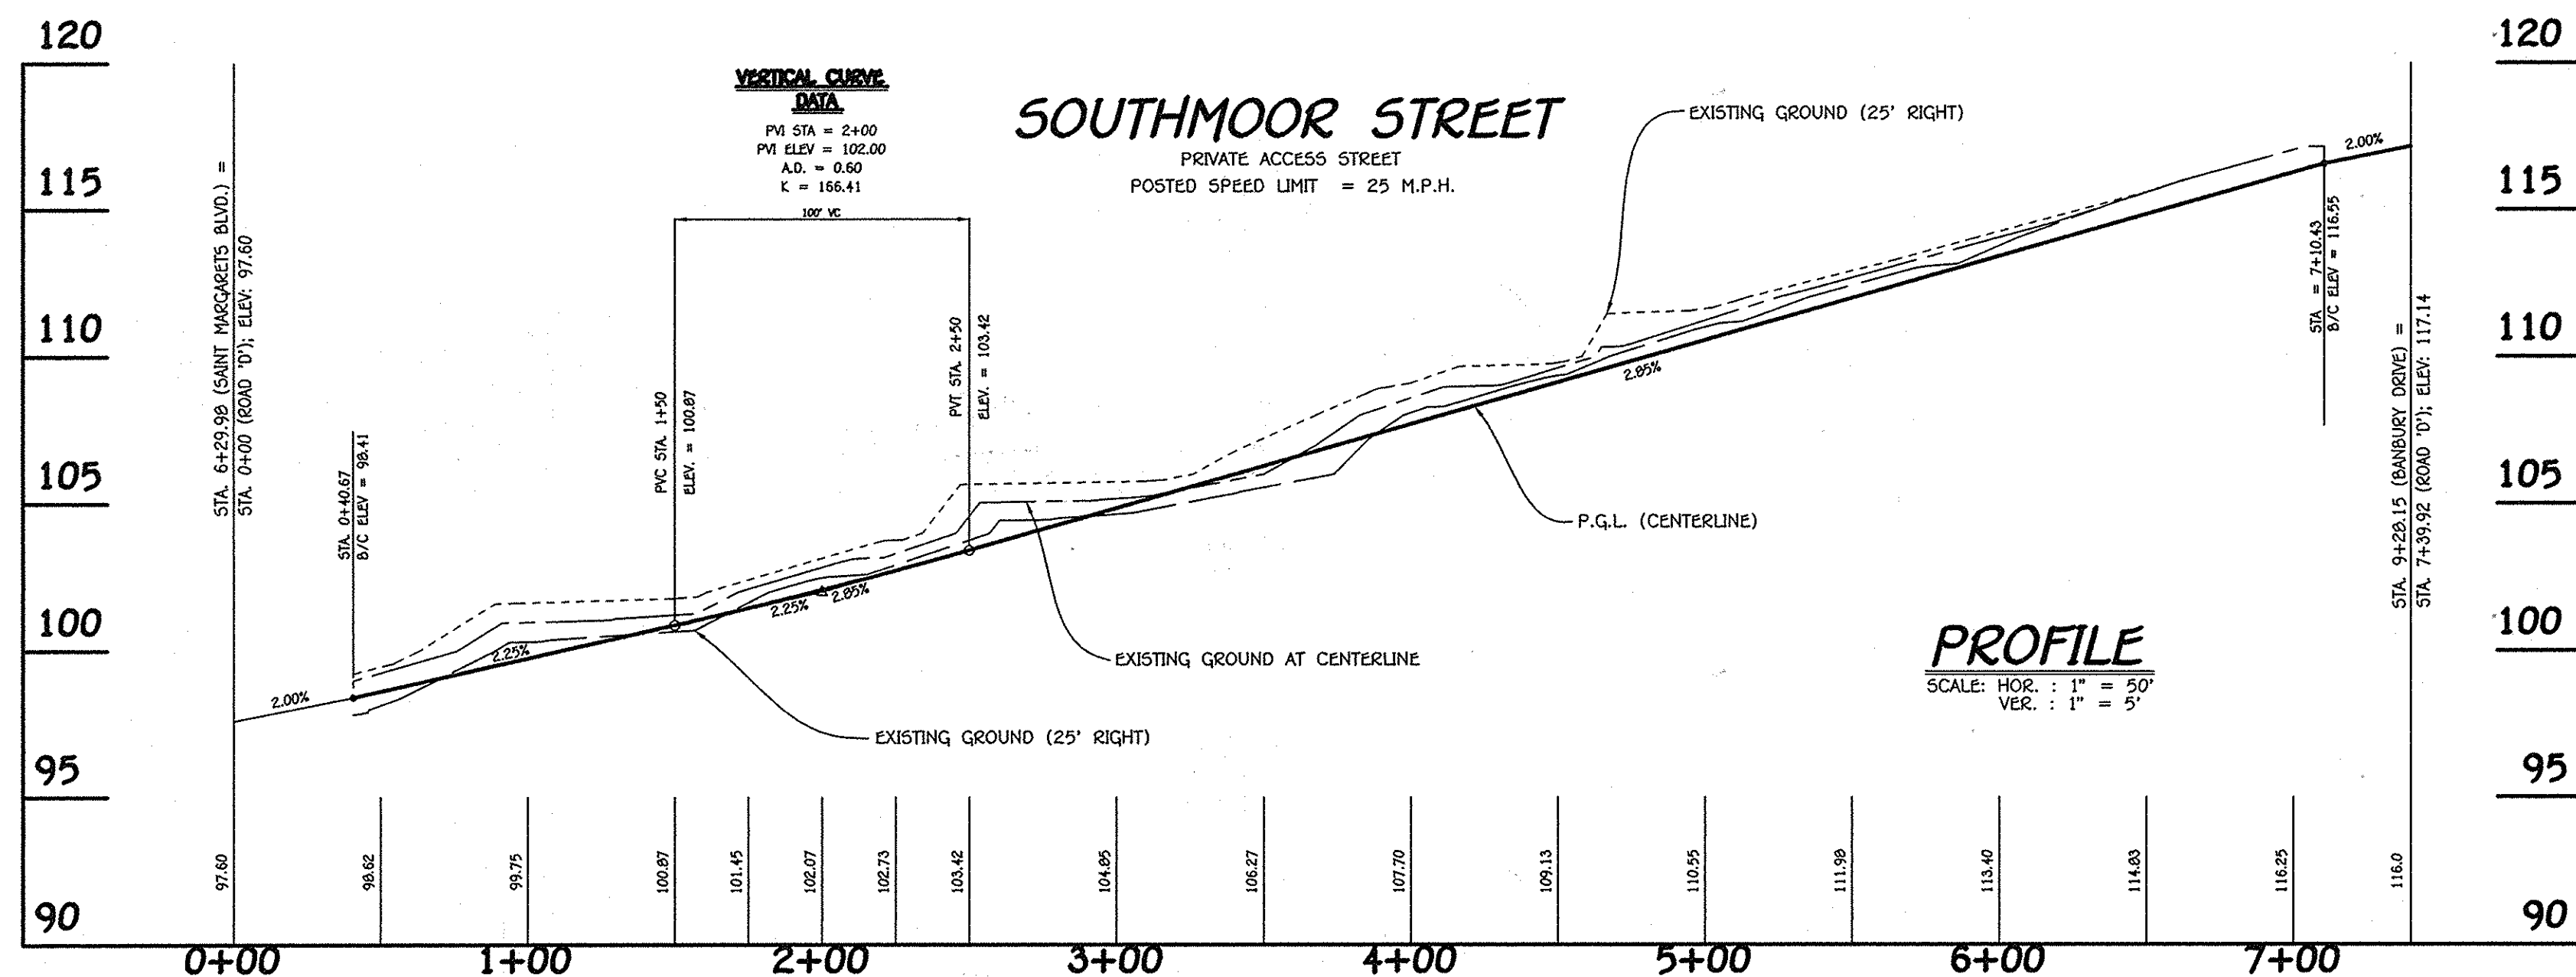 120
115
110
105
100
95
90
120
115
110
105
100
95
90
VERTICAL CURVE
DATA
PVI STA = 2+00
PVI ELEV = 102.00
A.D. = 0.60
K = 166.41
100' VC
SOUTHMOOR STREET
PRIVATE ACCESS STREET
POSTED SPEED LIMIT = 25 M.P.H.
EXISTING GROUND (25' RIGHT)
STA. 6+29.98 (SAINT MARGARETS BLVD.) =
STA. 0+00 (ROAD 'D'); ELEV: 97.60
STA. 0+40.67
B/C ELEV = 98.41
PVC STA. 1+50
ELEV. = 100.87
PVT STA. 2+50
ELEV. = 103.42
STA = 7+10.43
B/C ELEV = 116.55
STA. 9+28.15 (BANBURY DRIVE) =
STA. 7+39.92 (ROAD 'D'); ELEV: 117.14
2.00%
2.25%
2.25%
2.85%
2.85%
2.00%
P.G.L. (CENTERLINE)
EXISTING GROUND AT CENTERLINE
EXISTING GROUND (25' RIGHT)
PROFILE
SCALE: HOR. : 1" = 50'
VER. : 1" = 5'
97.60
98.62
99.75
100.87
101.45
102.07
102.73
103.42
104.85
106.27
107.70
109.13
110.55
111.98
113.40
114.83
116.25
116.0
0+00
1+00
2+00
3+00
4+00
5+00
6+00
7+00